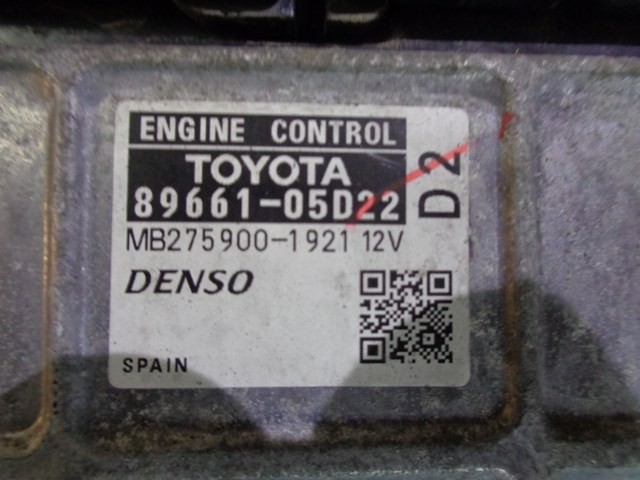 ENGINE CONTROL
TOYOTA
89661-05D22
D2
MB275900-1921 12V
DENSO
SPAIN